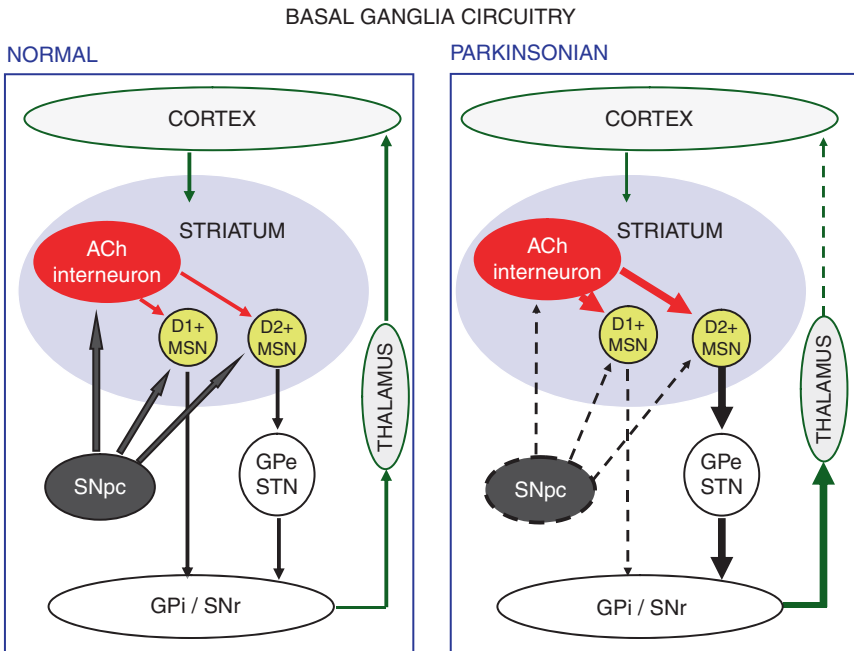 BASAL GANGLIA CIRCUITRY
NORMAL
CORTEX
STRIATUM
ACh
interneuron
D1+
MSN
D2+
MSN
THALAMUS
SNpc
GPe
STN
GPi / SNr
PARKINSONIAN
CORTEX
STRIATUM
ACh
interneuron
D1+
MSN
D2+
MSN
THALAMUS
SNpc
GPe
STN
GPi / SNr